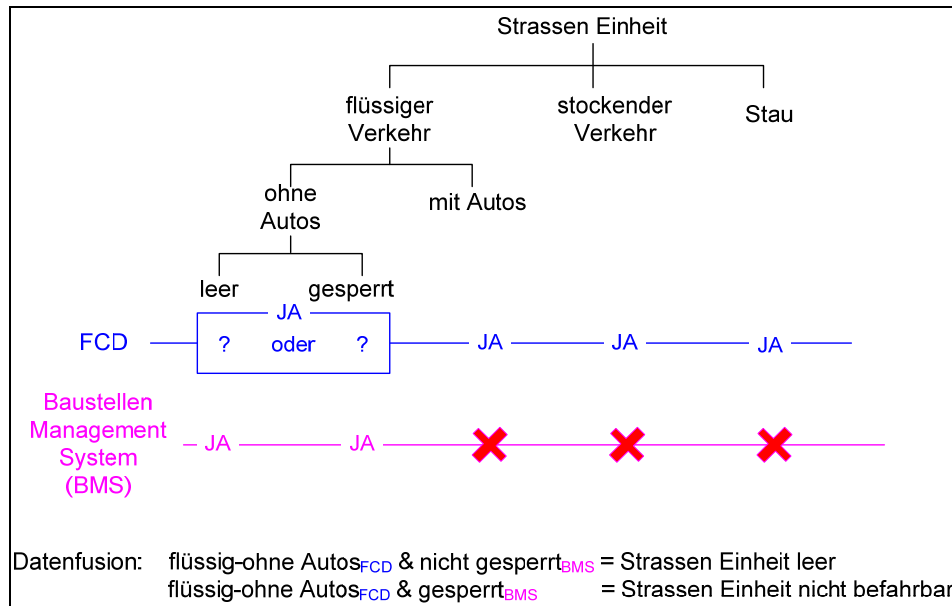 Strassen Einheit
flüssiger
Verkehr
stockender
Verkehr
Stau
ohne
Autos
mit Autos
leer
gesperrt
JA
FCD
? oder ?
JA
JA
JA
Baustellen
Management
System
(BMS)
JA
JA
Datenfusion: flüssig-ohne AutosFCD & nicht gesperrtBMS = Strassen Einheit leer
flüssig-ohne AutosFCD & gesperrtBMS = Strassen Einheit nicht befahrbar